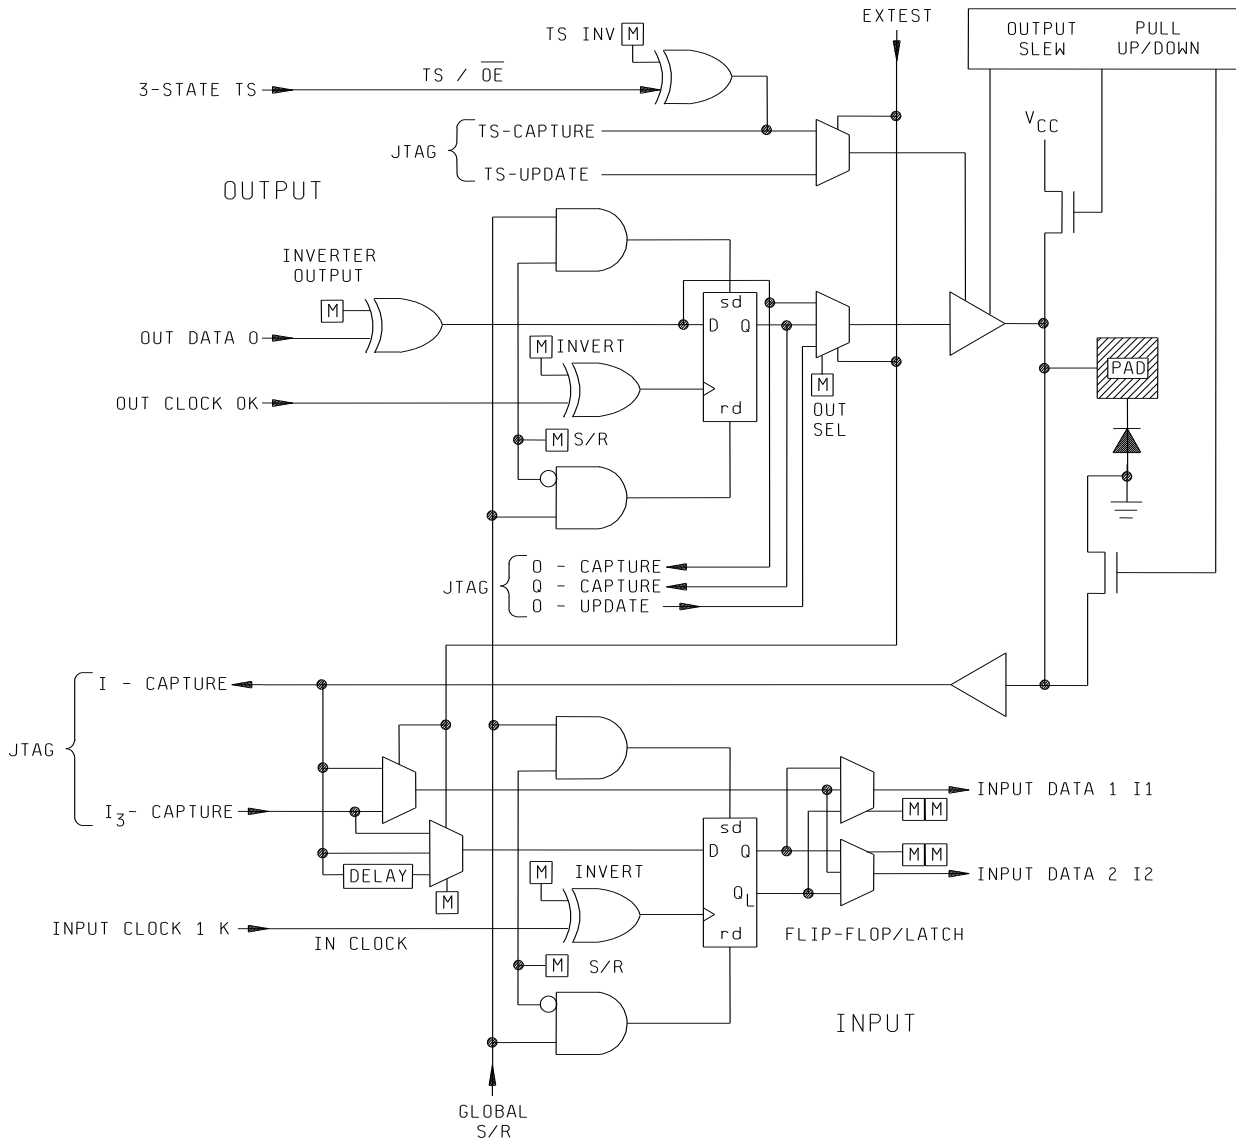 EXTEST
OUTPUT SLEW
PULL UP/DOWN
TS INV M
TS / OE
3-STATE TS
VCC
TS-CAPTURE
JTAG
TS-UPDATE
OUTPUT
INVERTER OUTPUT
M
sd
D Q
OUT DATA O
M INVERT
PAD
M
OUT CLOCK OK
rd
OUT SEL
M S/R
O - CAPTURE
JTAG
Q - CAPTURE
O - UPDATE
I - CAPTURE
JTAG
I3- CAPTURE
INPUT DATA 1 I1
M M
sd
D Q
M M
DELAY
M INVERT
INPUT DATA 2 I2
QL
M
INPUT CLOCK 1 K
IN CLOCK
rd
FLIP-FLOP/LATCH
M S/R
INPUT
GLOBAL
S/R